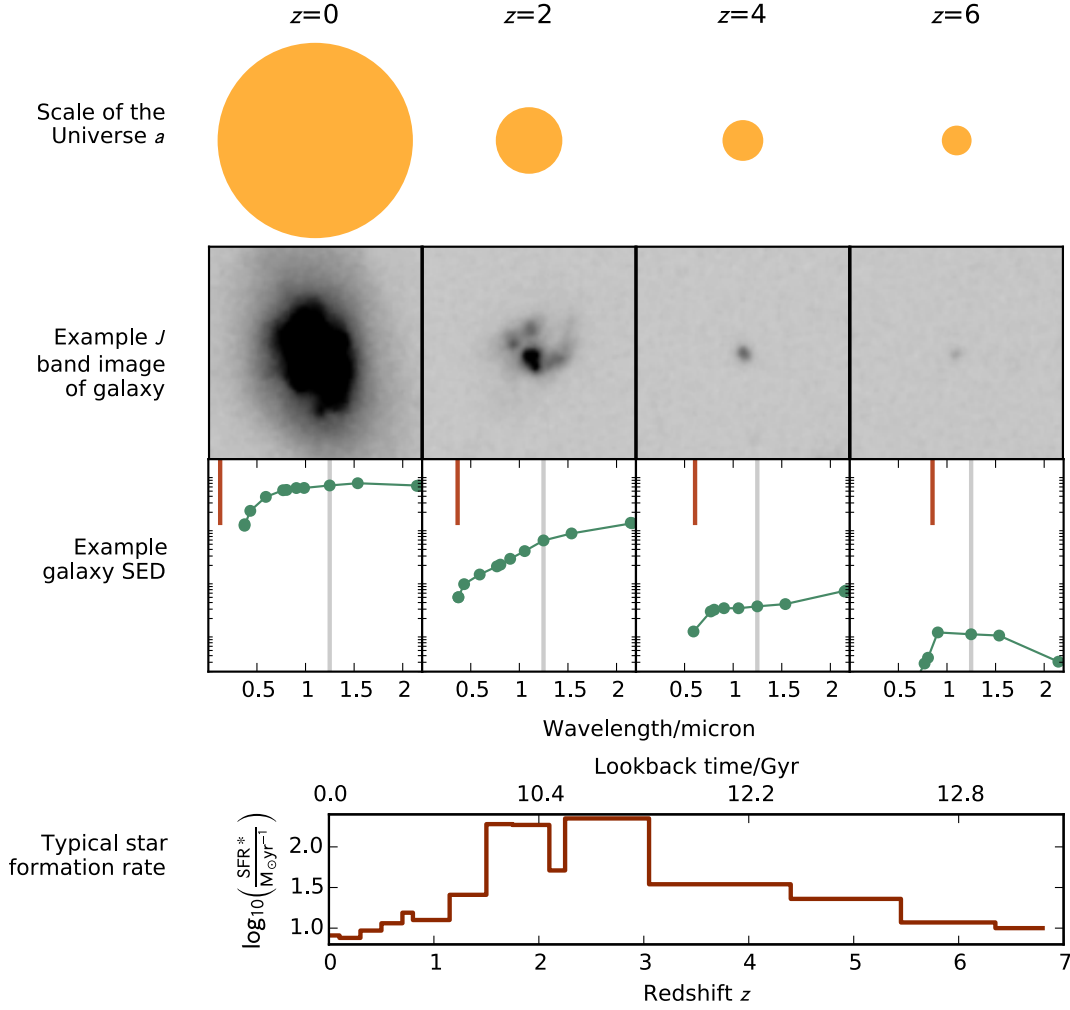 z=0 z=2 z=4 z=6
Scale of the
Universe a
Example J
band image
of galaxy
Example
galaxy SED
0.5 1 1.5 2 0.5 1 1.5 2 0.5 1 1.5 2 0.5 1 1.5 2
Wavelength/micron
Lookback time/Gyr
0.0 10.4 12.2 12.8
Typical star
formation rate
log₁₀(SFR*/M⊙yr⁻¹)
2.0
1.5
1.0
0 1 2 3 4 5 6 7
Redshift z